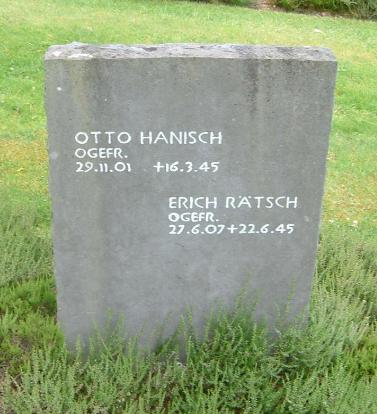 OTTO HANISCH
OGEFR.
29.11.01 +16.3.45
ERICH RÄTSCH
OGEFR.
27.6.07+22.6.45